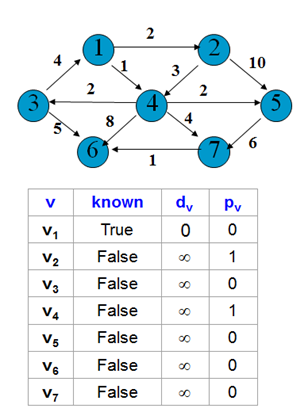 2
1
2
4
1
3
10
2
2
3
4
5
5
8
4
6
6
7
1
v known dv pv
v1 True 0 0
v2 False ∞ 1
v3 False ∞ 0
v4 False ∞ 1
v5 False ∞ 0
v6 False ∞ 0
v7 False ∞ 0